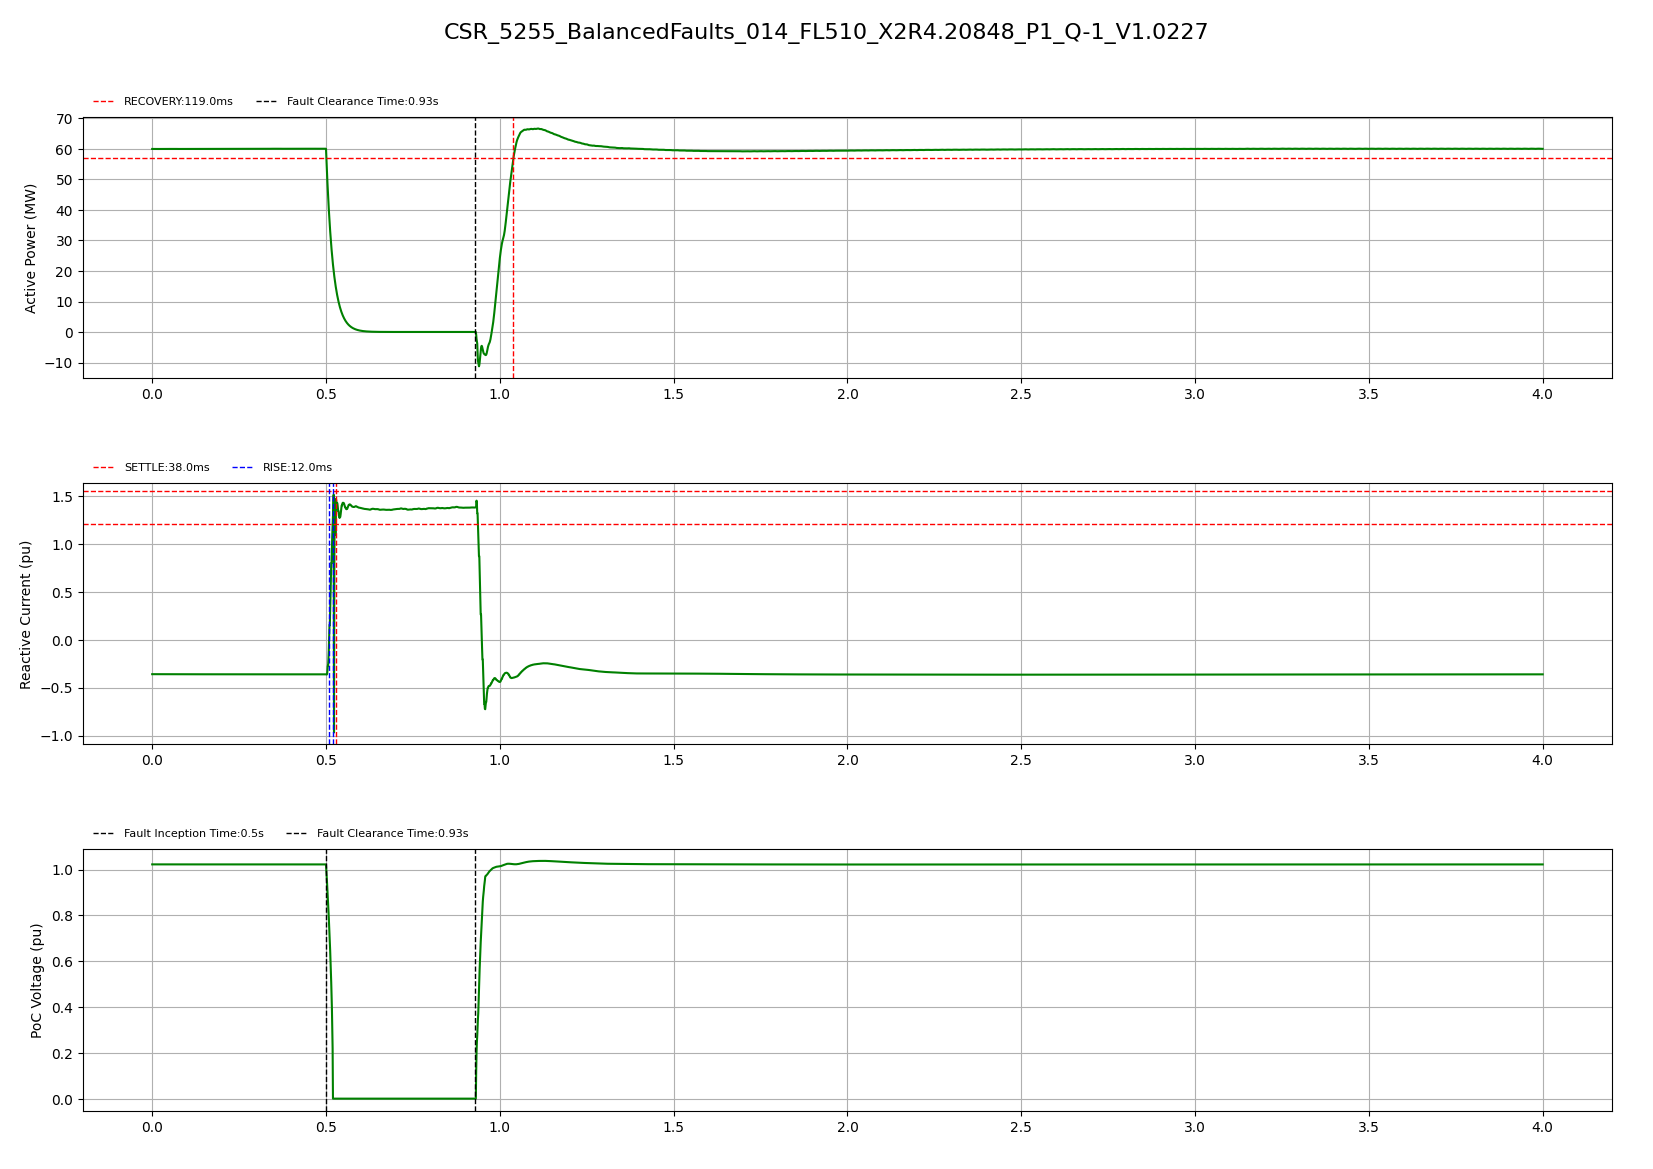 CSR_5255_BalancedFaults_014_FL510_X2R4.20848_P1_Q-1_V1.0227
RECOVERY:119.0ms Fault Clearance Time:0.93s
70
60
50
40
30
20
10
0
−10
Active Power (MW)
0.0 0.5 1.0 1.5 2.0 2.5 3.0 3.5 4.0
SETTLE:38.0ms RISE:12.0ms
1.5
1.0
0.5
0.0
−0.5
−1.0
Reactive Current (pu)
0.0 0.5 1.0 1.5 2.0 2.5 3.0 3.5 4.0
Fault Inception Time:0.5s Fault Clearance Time:0.93s
1.0
0.8
0.6
0.4
0.2
0.0
PoC Voltage (pu)
0.0 0.5 1.0 1.5 2.0 2.5 3.0 3.5 4.0